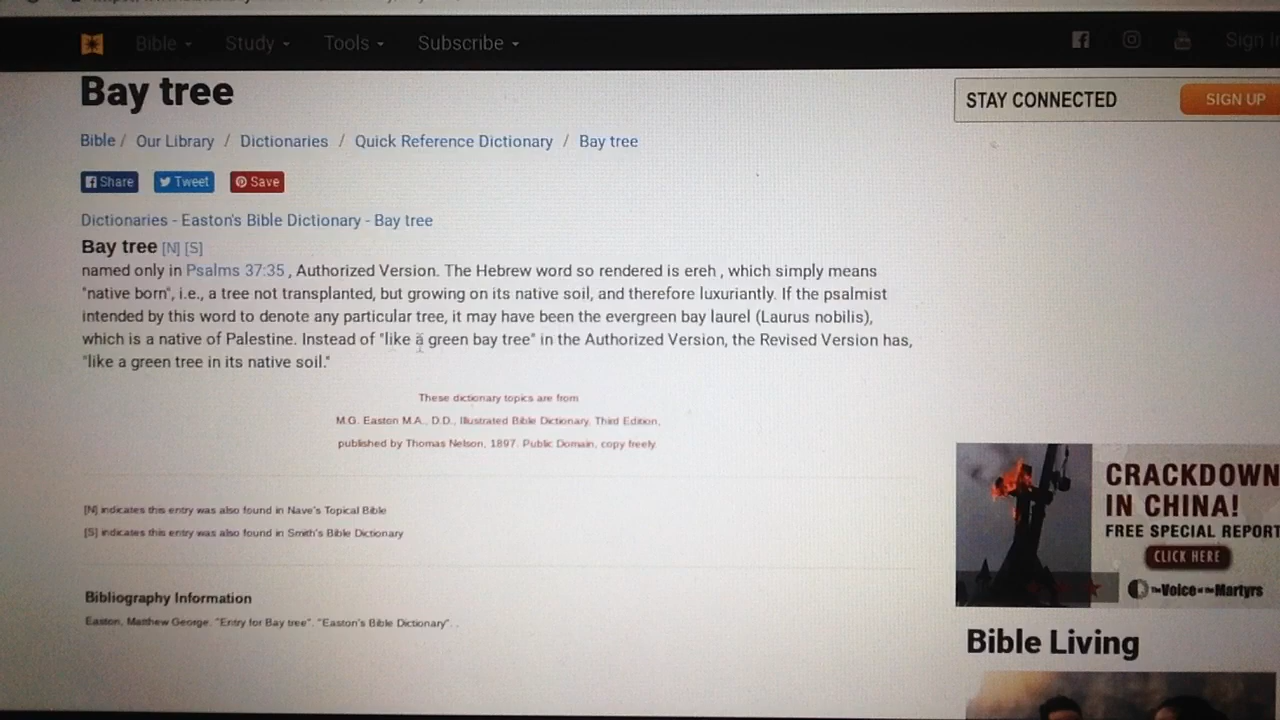 Bible Study Tools Subscribe Sign I
Bay tree
STAY CONNECTED SIGN UP
Bible / Our Library / Dictionaries / Quick Reference Dictionary / Bay tree
Share Tweet Save
Dictionaries - Easton's Bible Dictionary - Bay tree
Bay tree [N] [S]
named only in Psalms 37:35 , Authorized Version. The Hebrew word so rendered is ereh , which simply means
"native born", i.e., a tree not transplanted, but growing on its native soil, and therefore luxuriantly. If the psalmist
intended by this word to denote any particular tree, it may have been the evergreen bay laurel (Laurus nobilis),
which is a native of Palestine. Instead of "like a green bay tree" in the Authorized Version, the Revised Version has,
"like a green tree in its native soil."
These dictionary topics are from
M.G. Easton M.A., D.D., Illustrated Bible Dictionary, Third Edition,
published by Thomas Nelson, 1897. Public Domain, copy freely.
[N] indicates this entry was also found in Nave's Topical Bible
[S] indicates this entry was also found in Smith's Bible Dictionary
Bibliography Information
Easton, Matthew George. "Entry for Bay tree". "Easton's Bible Dictionary". .
CRACKDOWN
IN CHINA!
FREE SPECIAL REPORT
CLICK HERE
The Voice of the Martyrs
Bible Living